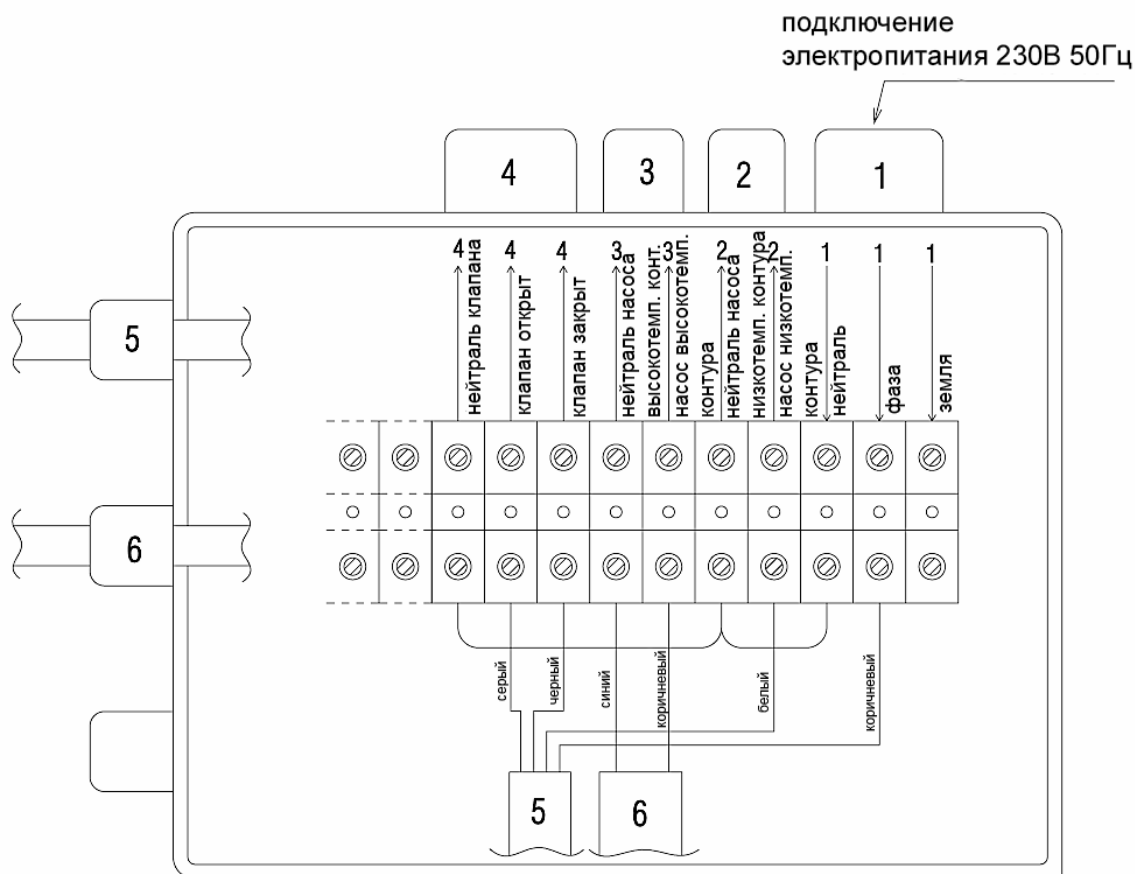 подключение
электропитания 230В 50Гц
4
3
2
1
4
4
4
3
3
2
2
1
1
1
нейтраль клапана
клапан открыт
клапан закрыт
нейтраль насоса
высокотемп. конт.
насос высокотемп.
контура
нейтраль насоса
низкотемп. контура
насос низкотемп.
контура
нейтраль
фаза
земля
5
6
серый
черный
синий
коричневый
белый
коричневый
5
6